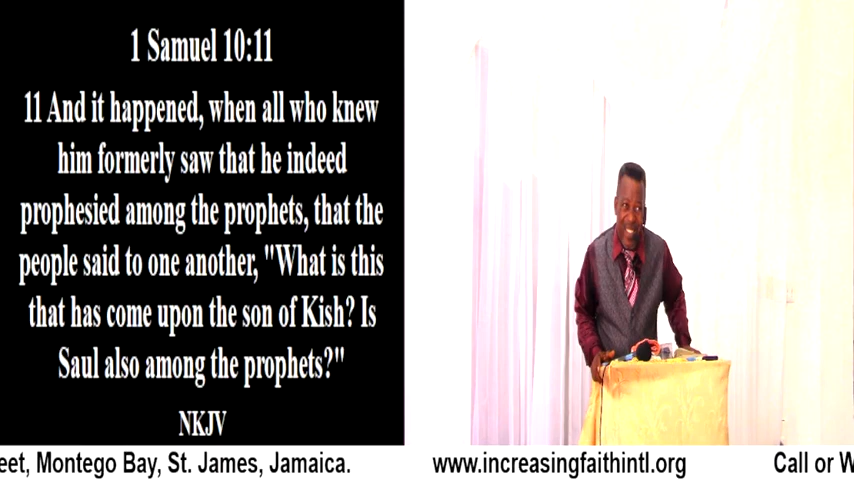 1 Samuel 10:11
11 And it happened, when all who knew
him formerly saw that he indeed
prophesied among the prophets, that the
people said to one another, "What is this
that has come upon the son of Kish? Is
Saul also among the prophets?"
NKJV
eet, Montego Bay, St. James, Jamaica. www.increasingfaithintl.org Call or W